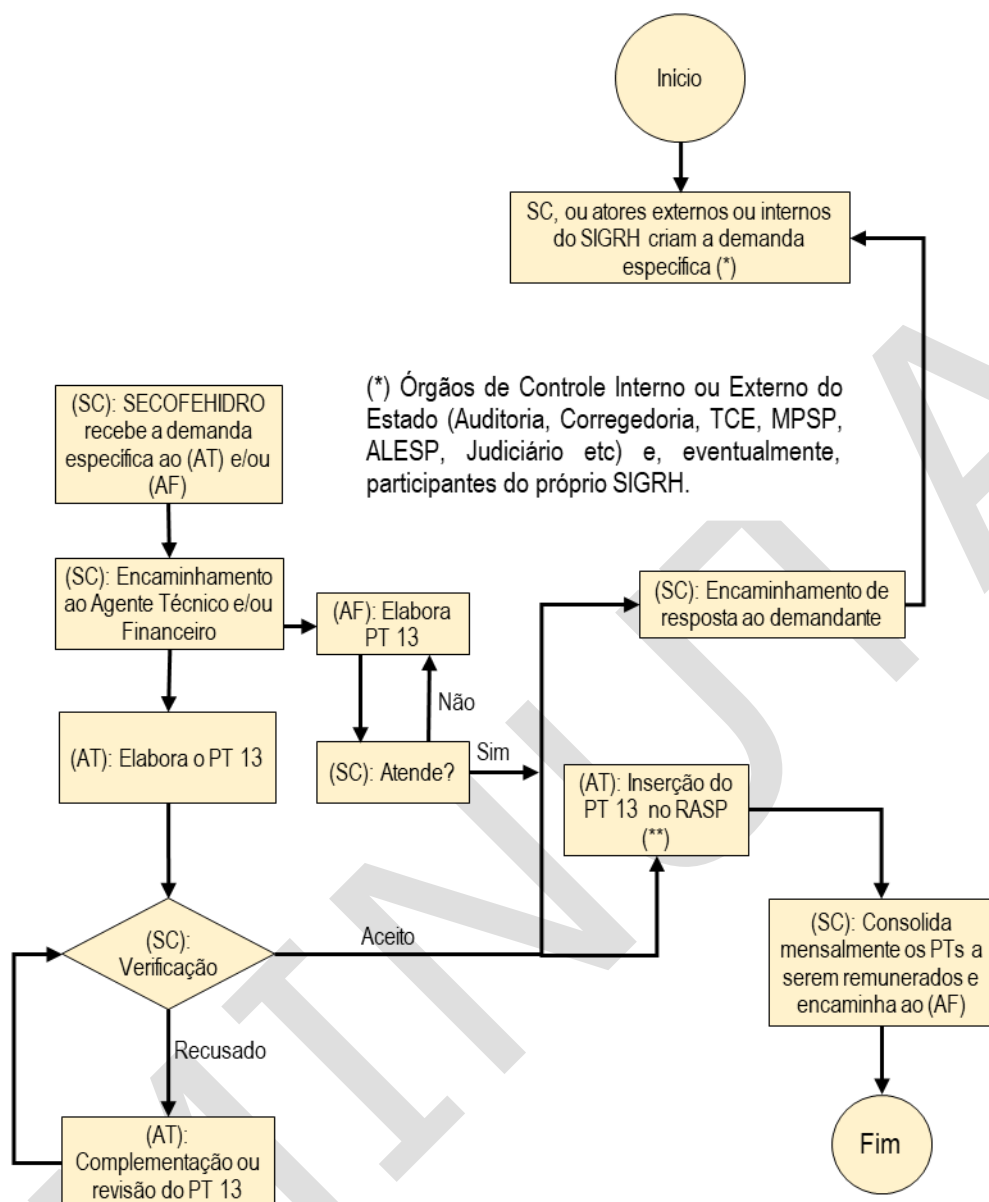 Início
SC, ou atores externos ou internos
do SIGRH criam a demanda
específica (*)
(*) Órgãos de Controle Interno ou Externo do
Estado (Auditoria, Corregedoria, TCE, MPSP,
ALESP, Judiciário etc) e, eventualmente,
participantes do próprio SIGRH.
(SC): SECOFEHIDRO
recebe a demanda
específica ao (AT) e/ou
(AF)
(SC): Encaminhamento
ao Agente Técnico e/ou
Financeiro
(AF): Elabora
PT 13
(SC): Encaminhamento de
resposta ao demandante
Não
(AT): Elabora o PT 13
(SC): Atende?
Sim
(AT): Inserção do
PT 13 no RASP
(**)
(SC):
Verificação
Aceito
(SC): Consolida
mensalmente os PTs a
serem remunerados e
encaminha ao (AF)
Recusado
(AT):
Complementação ou
revisão do PT 13
Fim
MINUTA